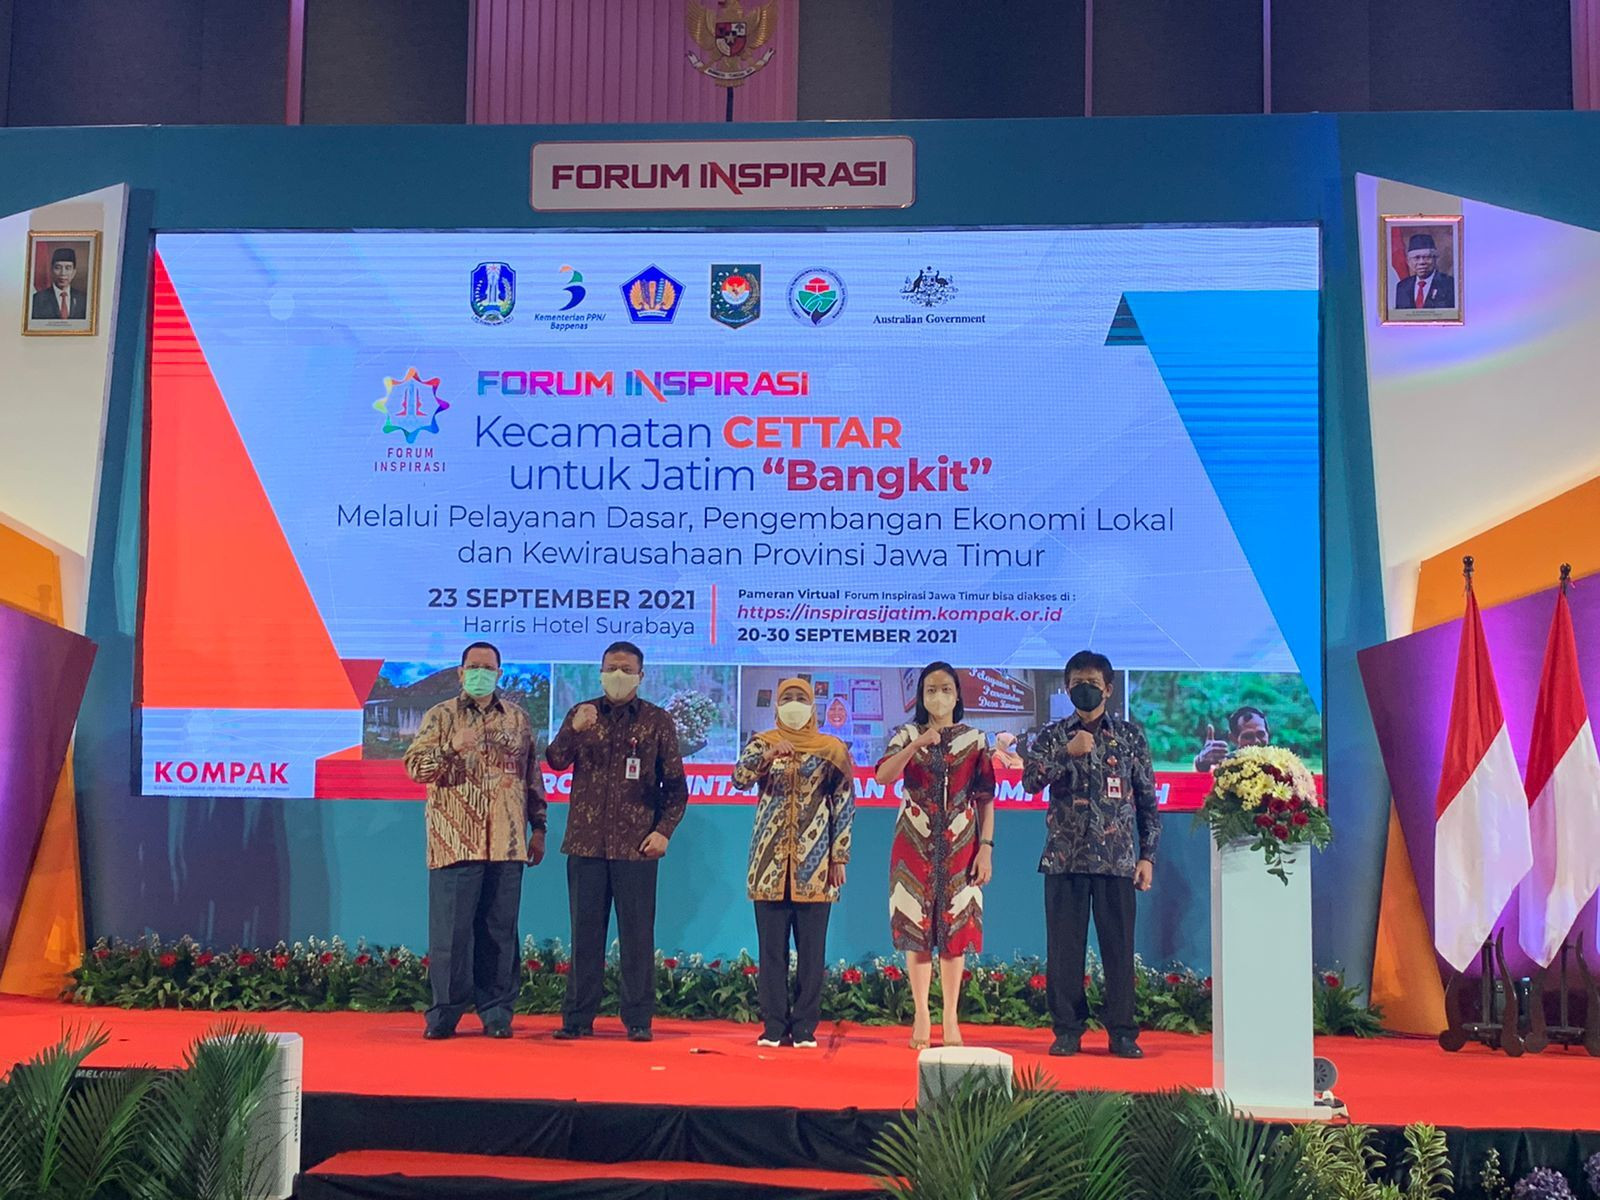 FORUM INSPIRASI
Kementerian PPN/
Bappenas
Australian Government
FORUM INSPIRASI
FORUM
INSPIRASI
Kecamatan CETTAR
untuk Jatim “Bangkit”
Melalui Pelayanan Dasar, Pengembangan Ekonomi Lokal
dan Kewirausahaan Provinsi Jawa Timur
23 SEPTEMBER 2021
Harris Hotel Surabaya
Pameran Virtual Forum Inspirasi Jawa Timur bisa diakses di :
https://inspirasijatim.kompak.or.id
20-30 SEPTEMBER 2021
KOMPAK